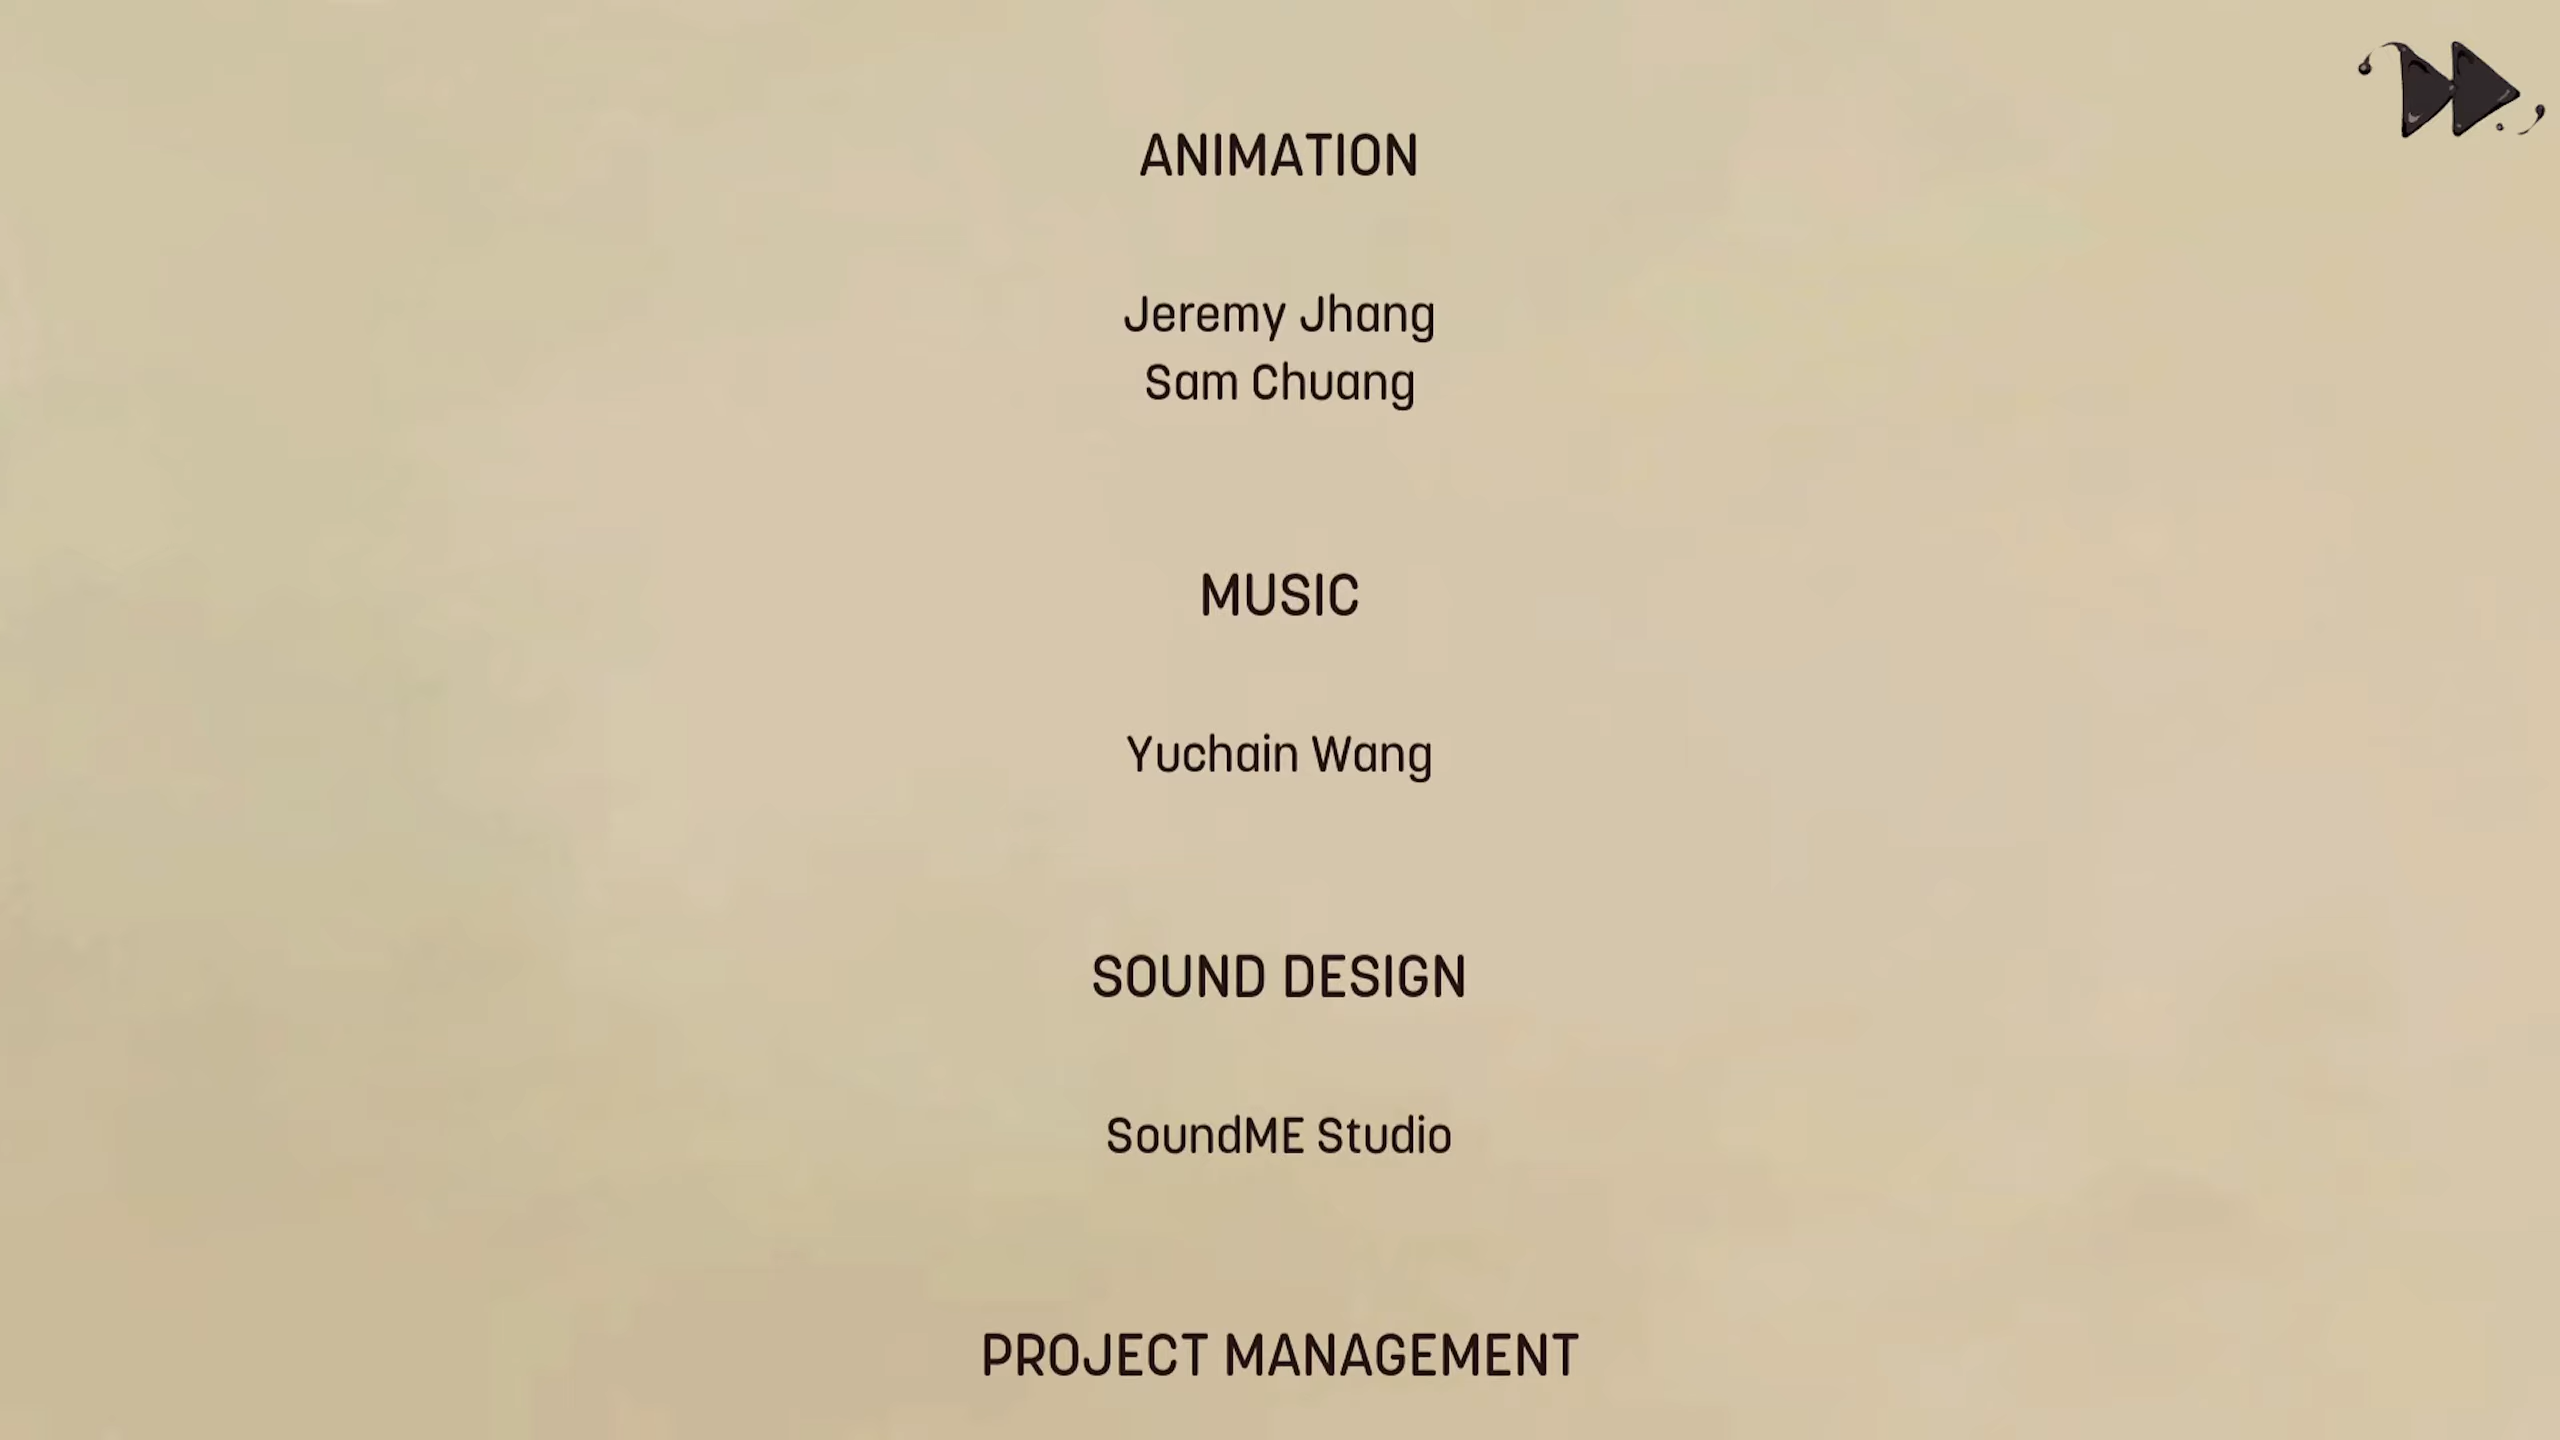 ANIMATION
Jeremy Jhang
Sam Chuang
MUSIC
Yuchain Wang
SOUND DESIGN
SoundME Studio
PROJECT MANAGEMENT